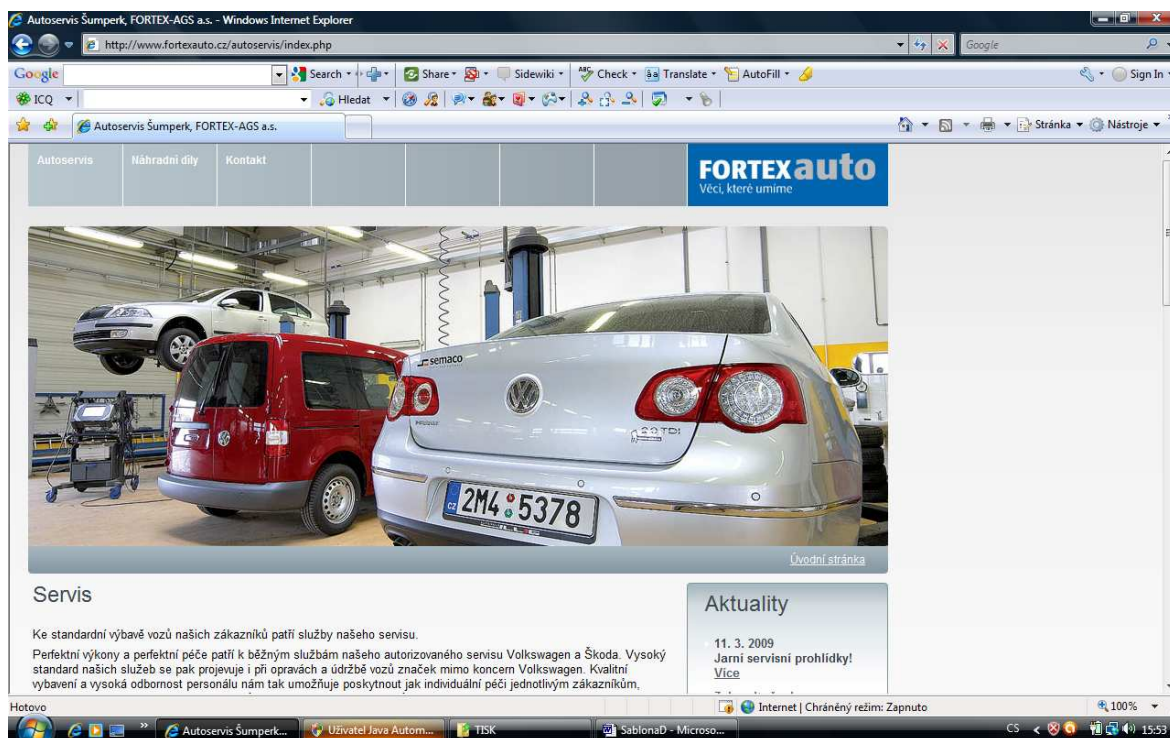 Autoservis Šumperk, FORTEX-AGS a.s. - Windows Internet Explorer
http://www.fortexauto.cz/autoservis/index.php
Google
Google Search Share Sidewiki Check Translate AutoFill Sign In
ICQ Hledat
Autoservis Šumperk, FORTEX-AGS a.s. Stránka Nástroje
Autoservis Náhradní díly Kontakt
FORTEX auto
Věci, které umíme
semaco
2.0 TDI
CZ 2M4 5378
Úvodní stránka
Servis
Ke standardní výbavě vozů našich zákazníků patří služby našeho servisu.
Perfektní výkony a perfektní péče patří k běžným službám našeho autorizovaného servisu Volkswagen a Škoda. Vysoký
standard našich služeb se pak projevuje i při opravách a údržbě vozů značek mimo koncern Volkswagen. Kvalitní
vybavení a vysoká odbornost personálu nám tak umožňuje poskytnout jak individuální péči jednotlivým zákazníkům,
Aktuality
11. 3. 2009
Jarní servisní prohlídky!
Více
Hotovo Internet | Chráněný režim: Zapnuto 100%
Autoservis Šumperk... Uživatel Java Autom... TISK SablonaD - Microso... CS 15:53